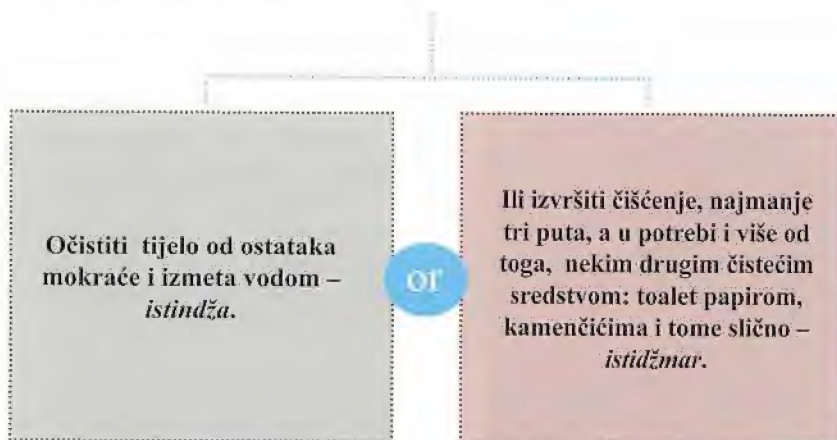 Očistiti tijelo od ostataka
mokraće i izmeta vodom –
istindža.
or
Ili izvršiti čišćenje, najmanje
tri puta, a u potrebi i više od
toga, nekim drugim čistećim
sredstvom: toalet papirom,
kamenčićima i tome slično –
istidžmar.